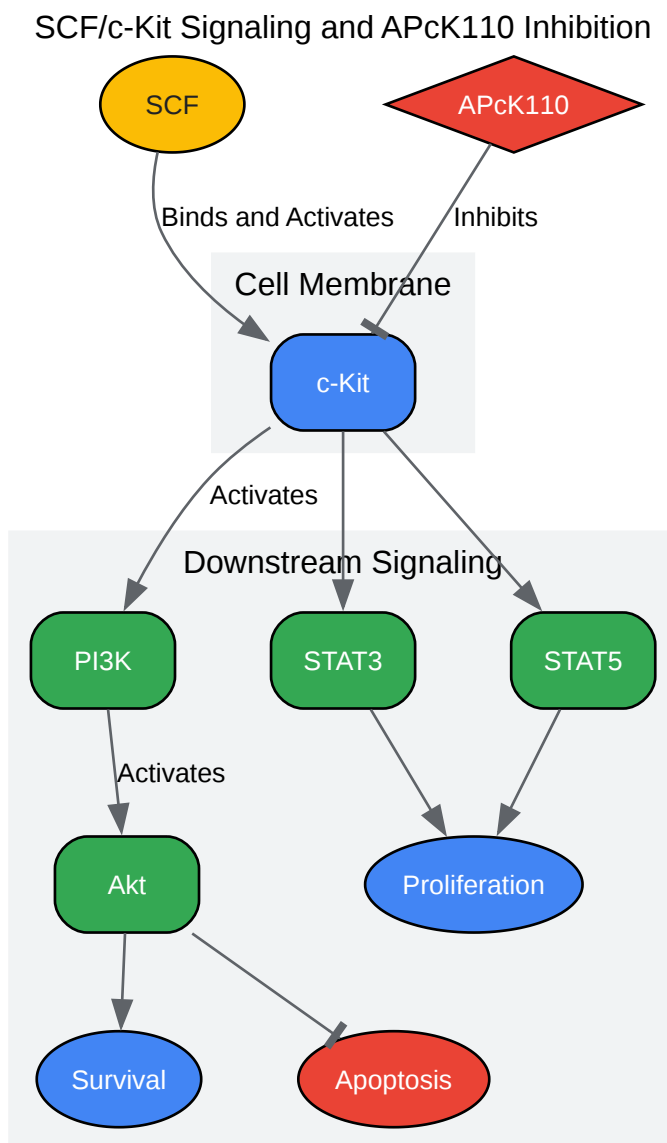 SCF/c-Kit Signaling and APcK110 Inhibition
SCF
APcK110
Binds and Activates
Inhibits
Cell Membrane
c-Kit
Activates
Downstream Signaling
PI3K
STAT3
STAT5
Activates
Akt
Proliferation
Survival
Apoptosis